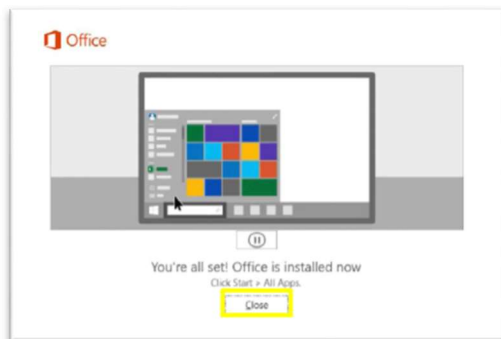 Office
You're all set! Office is installed now
Click Start > All Apps.
Close